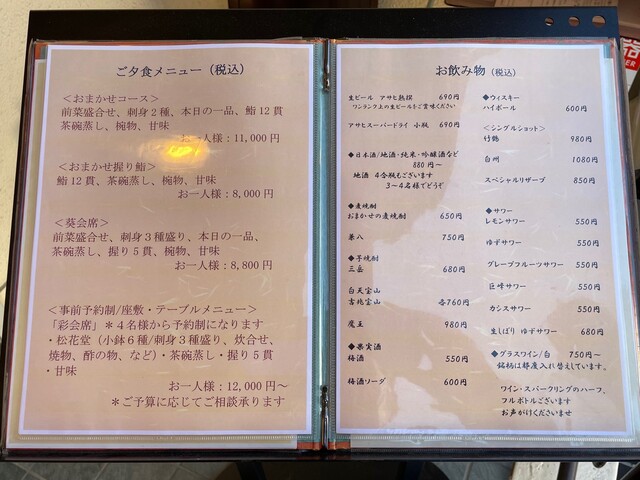 ご夕食メニュー（税込）
＜おまかせコース＞
前菜盛合せ、刺身２種、本日の一品、鮨12貫
茶碗蒸し、椀物、甘味
お一人様：11,000円
＜おまかせ握り鮨＞
鮨12貫、茶碗蒸し、椀物、甘味
お一人様：8,000円
＜葵会席＞
前菜盛合せ、刺身３種盛り、本日の一品、
茶碗蒸し、握り５貫、椀物、甘味
お一人様：8,800円
＜事前予約制/座敷・テーブルメニュー＞
「彩会席」＊４名様から予約制になります
・松花堂（小鉢６種/刺身３種盛り、炊合せ、
焼物、酢の物、など）・茶碗蒸し・握り５貫
・甘味
お一人様：12,000円～
＊ご予算に応じてご相談承ります
お飲み物（税込）
生ビール アサヒ熟撰 690円
ワンランク上の生ビールをご賞味ください
アサヒスーパードライ 小瓶 690円
◆日本酒/地酒・純米・吟醸酒など
880円～
地酒 4合瓶もございます
3～4名様でどうぞ
◆麦焼酎
おまかせの麦焼酎 650円
兼八 750円
◆芋焼酎
三岳 680円
白天宝山
吉兆宝山 各760円
魔王 980円
◆果実酒
梅酒 550円
梅酒ソーダ 600円
◆ウィスキー
ハイボール 600円
＜シングルショット＞
竹鶴 980円
白州 1080円
スペシャルリザーブ 850円
◆サワー
レモンサワー 550円
ゆずサワー 550円
グレープフルーツサワー 550円
巨峰サワー 550円
カシスサワー 550円
生しぼり ゆずサワー 680円
◆グラスワイン/白 750円～
銘柄は都度入れ替えしています。
ワイン・スパークリングのハーフ、
フルボトルございます
お声がけくださいませ